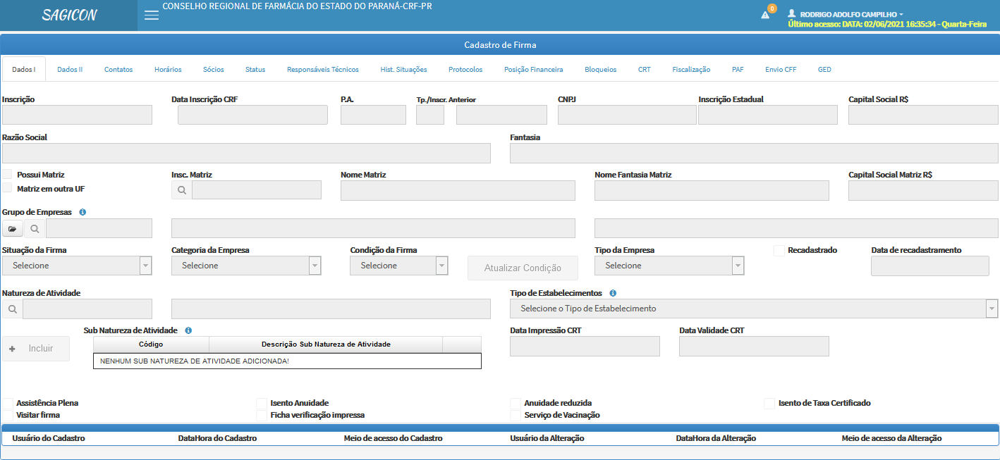 SAGICON
CONSELHO REGIONAL DE FARMÁCIA DO ESTADO DO PARANÁ-CRF-PR
0
RODRIGO ADOLFO CAMPILHO
Último acesso: DATA: 02/06/2021 16:35:34 - Quarta-Feira
Cadastro de Firma
Dados I Dados II Contatos Horários Sócios Status Responsáveis Técnicos Hist. Situações Protocolos Posição Financeira Bloqueios CRT Fiscalização PAF Envio CFF GED
Inscrição Data Inscrição CRF P.A. Tp./Inscr. Anterior CNPJ Inscrição Estadual Capital Social R$
Razão Social Fantasia
Possui Matriz Insc. Matriz Nome Matriz Nome Fantasia Matriz Capital Social Matriz R$
Matriz em outra UF
Grupo de Empresas
Situação da Firma Categoria da Empresa Condição da Firma Tipo da Empresa Recadastrado Data de recadastramento
Selecione Selecione Selecione Atualizar Condição Selecione
Natureza de Atividade Tipo de Estabelecimentos
Selecione o Tipo de Estabelecimento
Sub Natureza de Atividade Data Impressão CRT Data Validade CRT
Incluir Código Descrição Sub Natureza de Atividade
NENHUM SUB NATUREZA DE ATIVIDADE ADICIONADA!
Assistência Plena Isento Anuidade Anuidade reduzida Isento de Taxa Certificado
Visitar firma Ficha verificação impressa Serviço de Vacinação
Usuário do Cadastro DataHora do Cadastro Meio de acesso do Cadastro Usuário da Alteração DataHora da Alteração Meio de acesso da Alteração